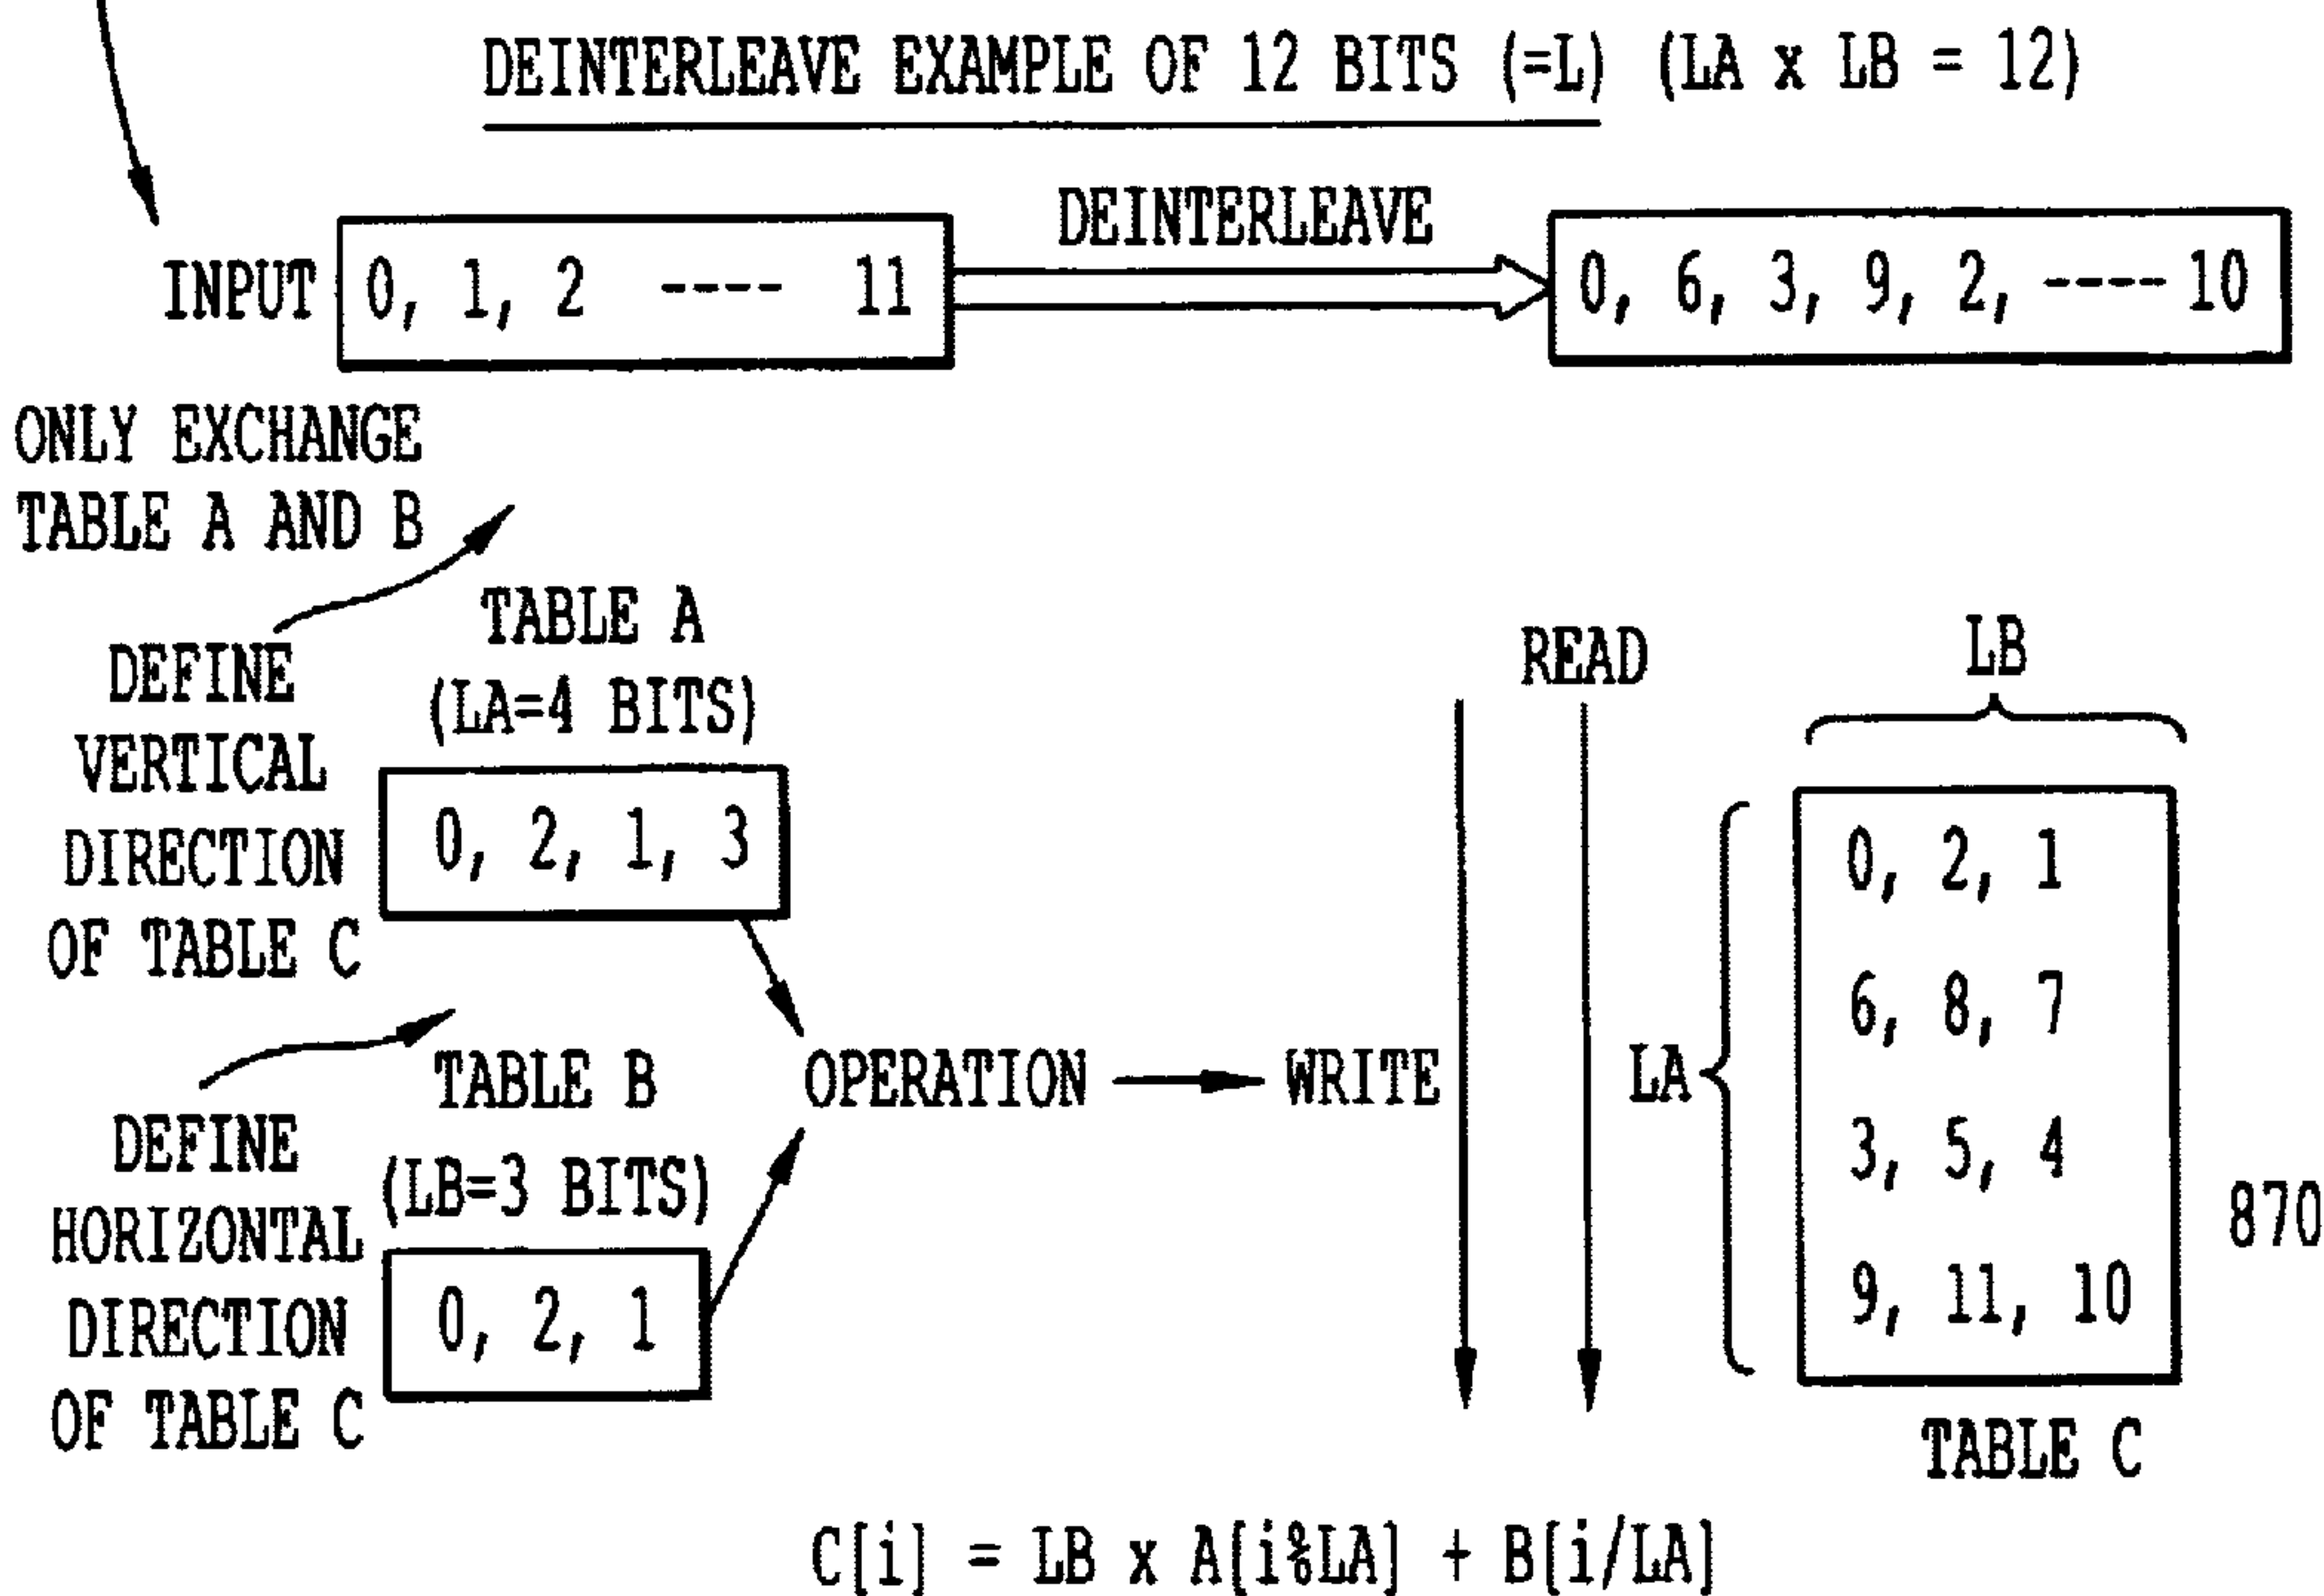 DEINTERLEAVE EXAMPLE OF 12 BITS (=L) (LA x LB = 12)
DEINTERLEAVE
INPUT 0, 1, 2 ---- 11
0, 6, 3, 9, 2, ---- 10
ONLY EXCHANGE
TABLE A AND B
DEFINE
VERTICAL
DIRECTION
OF TABLE C
TABLE A
(LA=4 BITS)
0, 2, 1, 3
DEFINE
HORIZONTAL
DIRECTION
OF TABLE C
TABLE B
(LB=3 BITS)
0, 2, 1
OPERATION
WRITE
READ
LB
LA
0, 2, 1
6, 8, 7
3, 5, 4
9, 11, 10
870
TABLE C
C[i] = LB x A[i%LA] + B[i/LA]